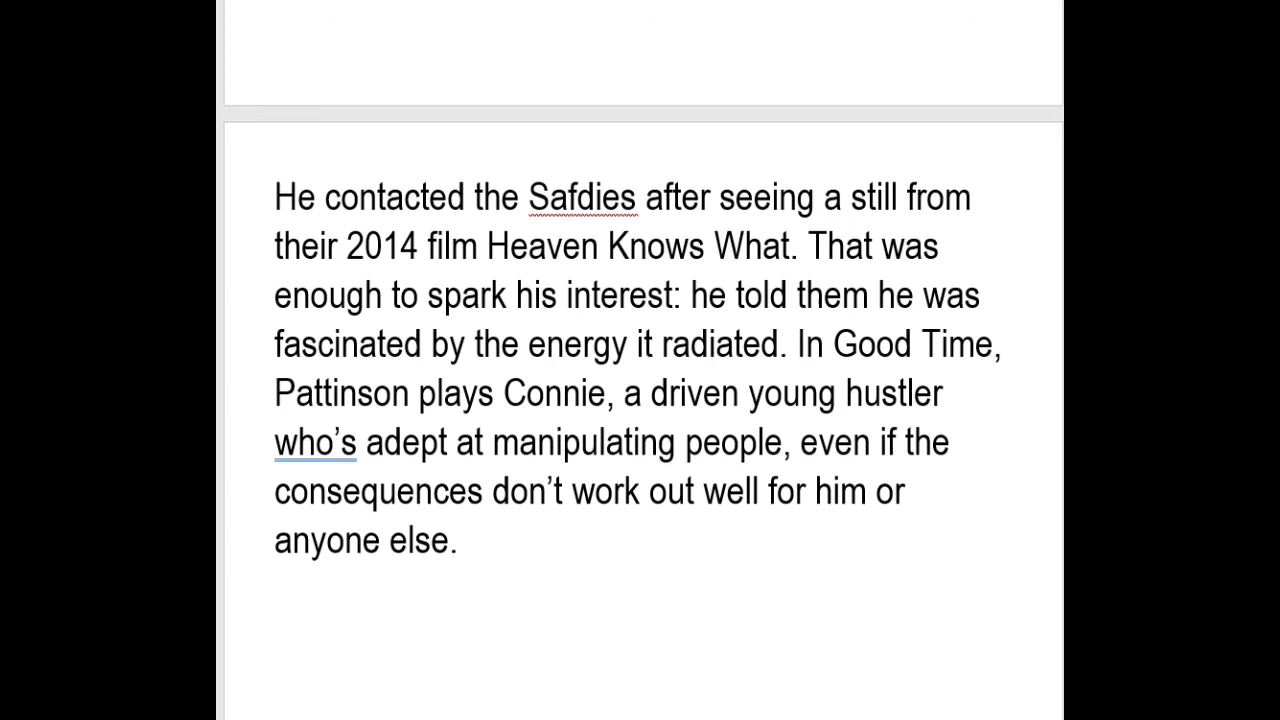 He contacted the Safdies after seeing a still from
their 2014 film Heaven Knows What. That was
enough to spark his interest: he told them he was
fascinated by the energy it radiated. In Good Time,
Pattinson plays Connie, a driven young hustler
who’s adept at manipulating people, even if the
consequences don’t work out well for him or
anyone else.